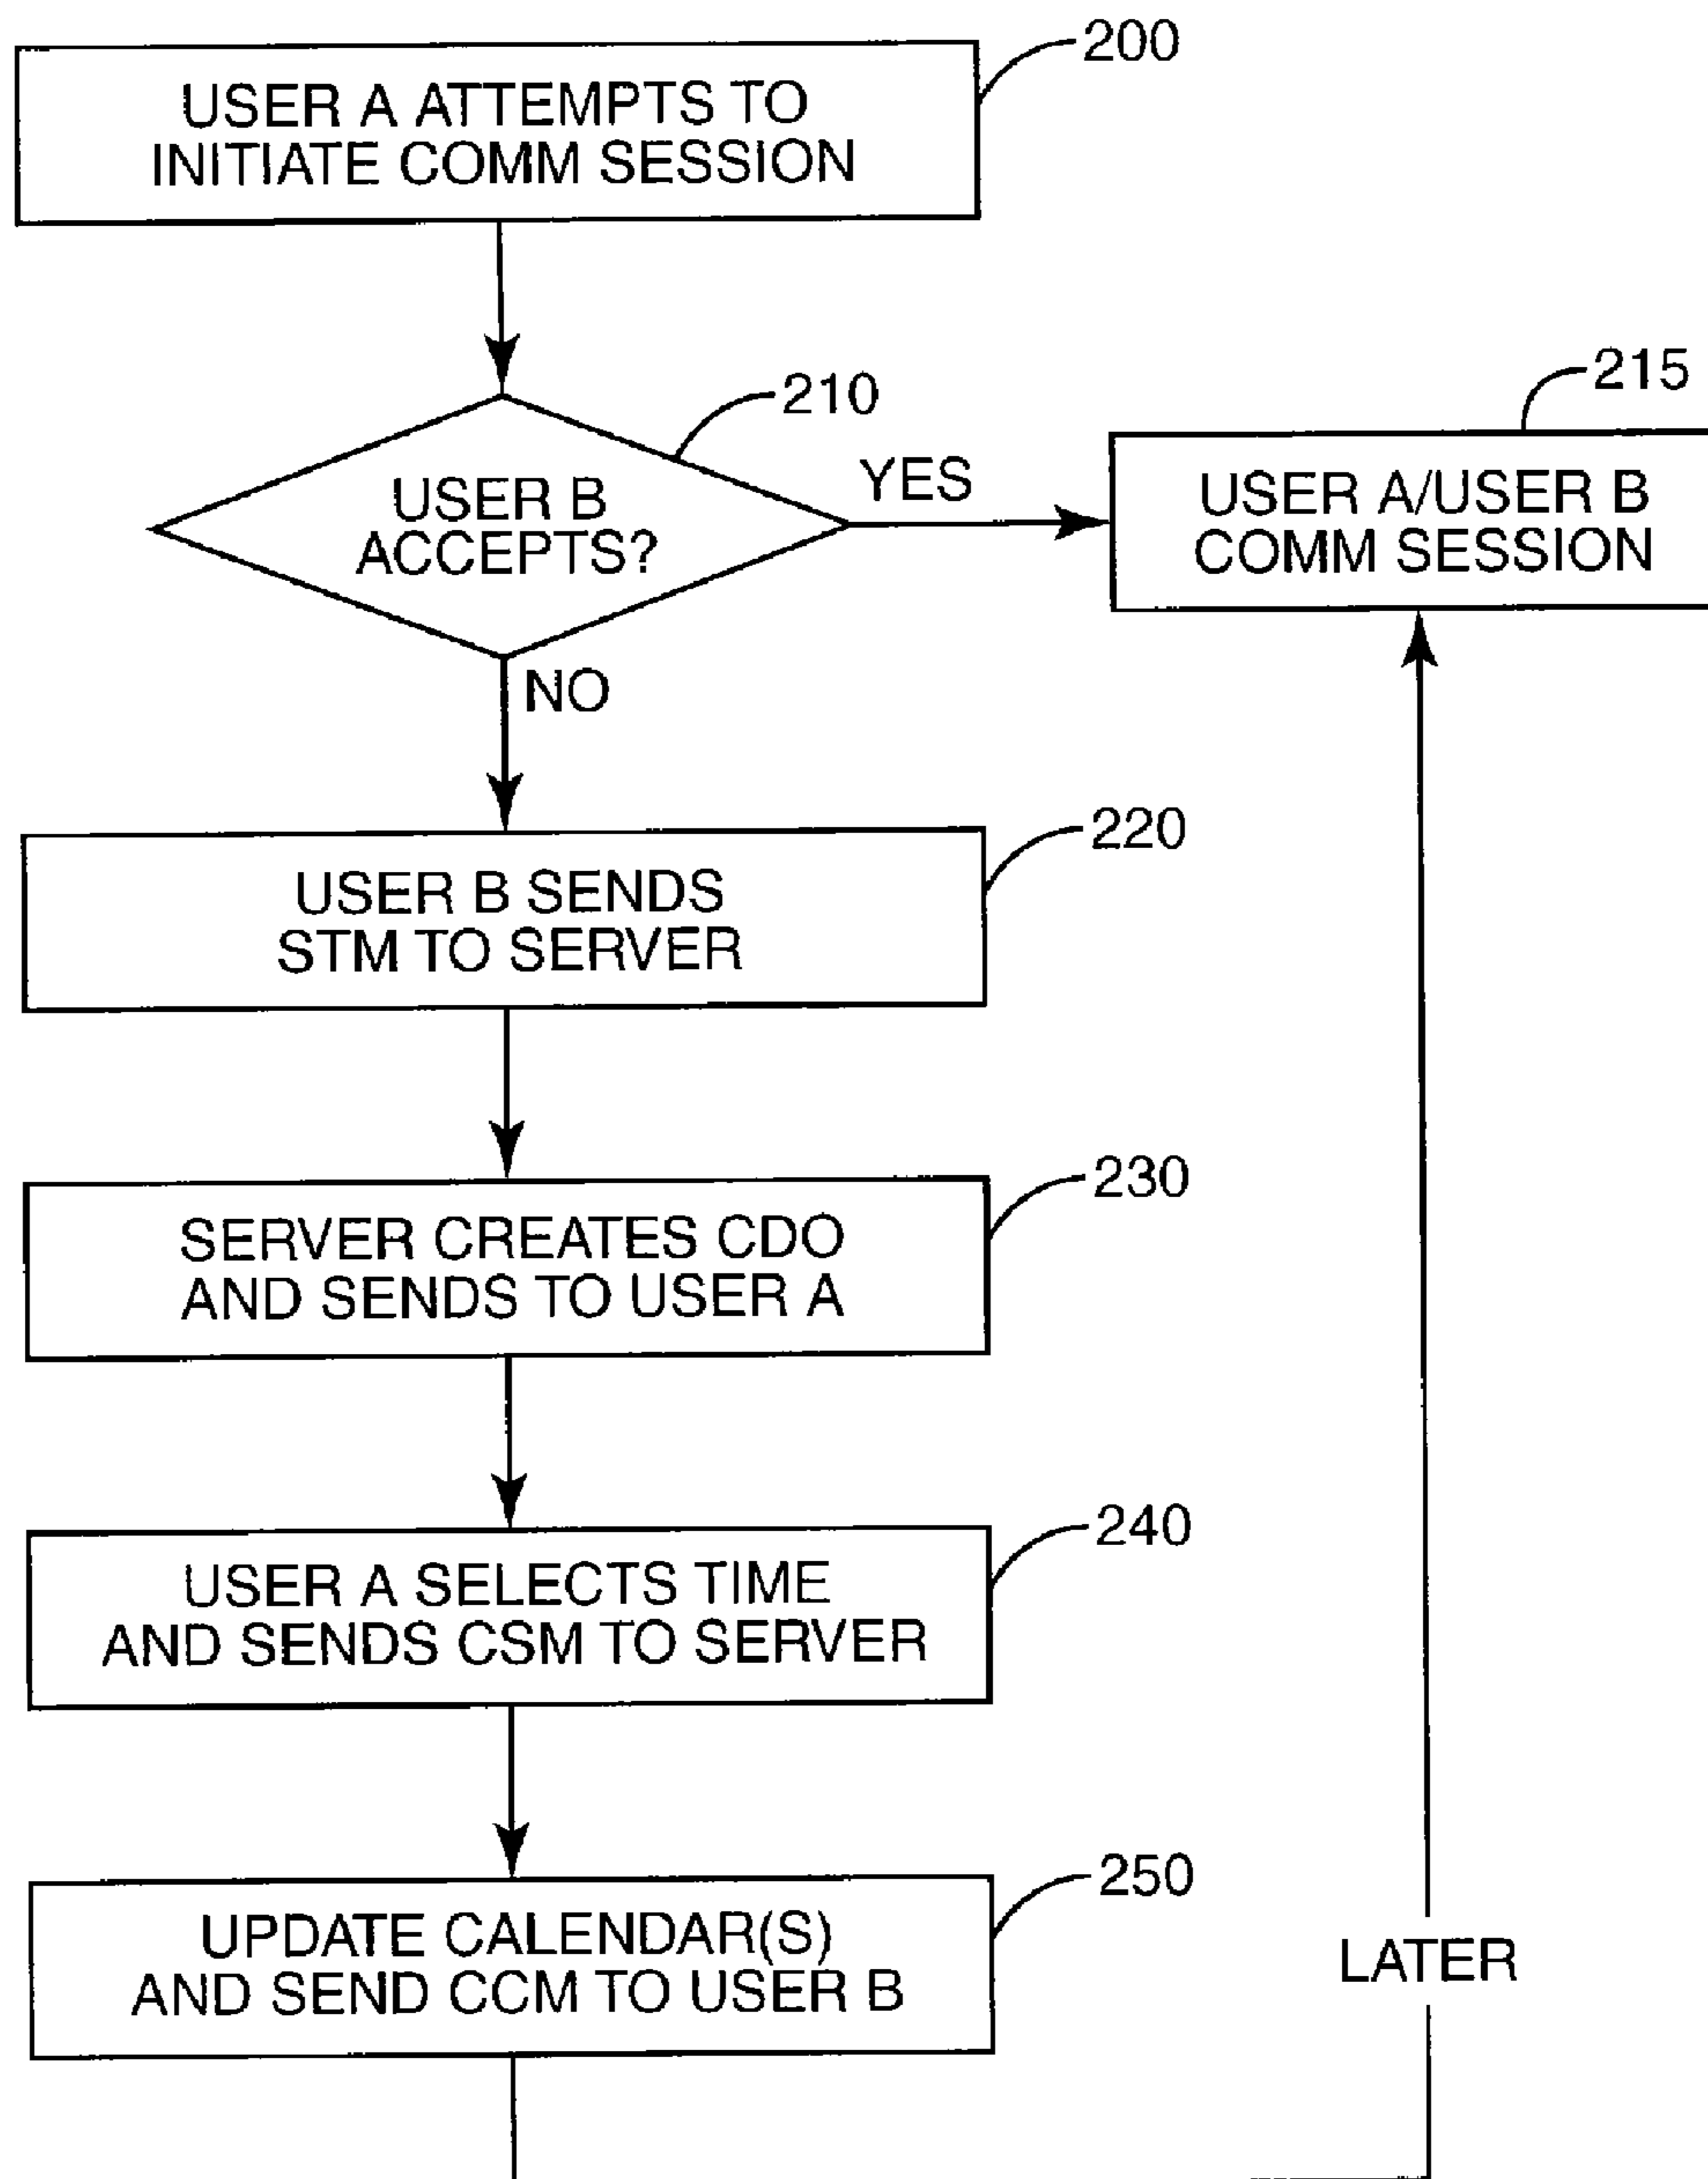 200
USER A ATTEMPTS TO
INITIATE COMM SESSION
210
USER B
ACCEPTS?
YES
215
USER A/USER B
COMM SESSION
NO
220
USER B SENDS
STM TO SERVER
230
SERVER CREATES CDO
AND SENDS TO USER A
240
USER A SELECTS TIME
AND SENDS CSM TO SERVER
250
UPDATE CALENDAR(S)
AND SEND CCM TO USER B
LATER